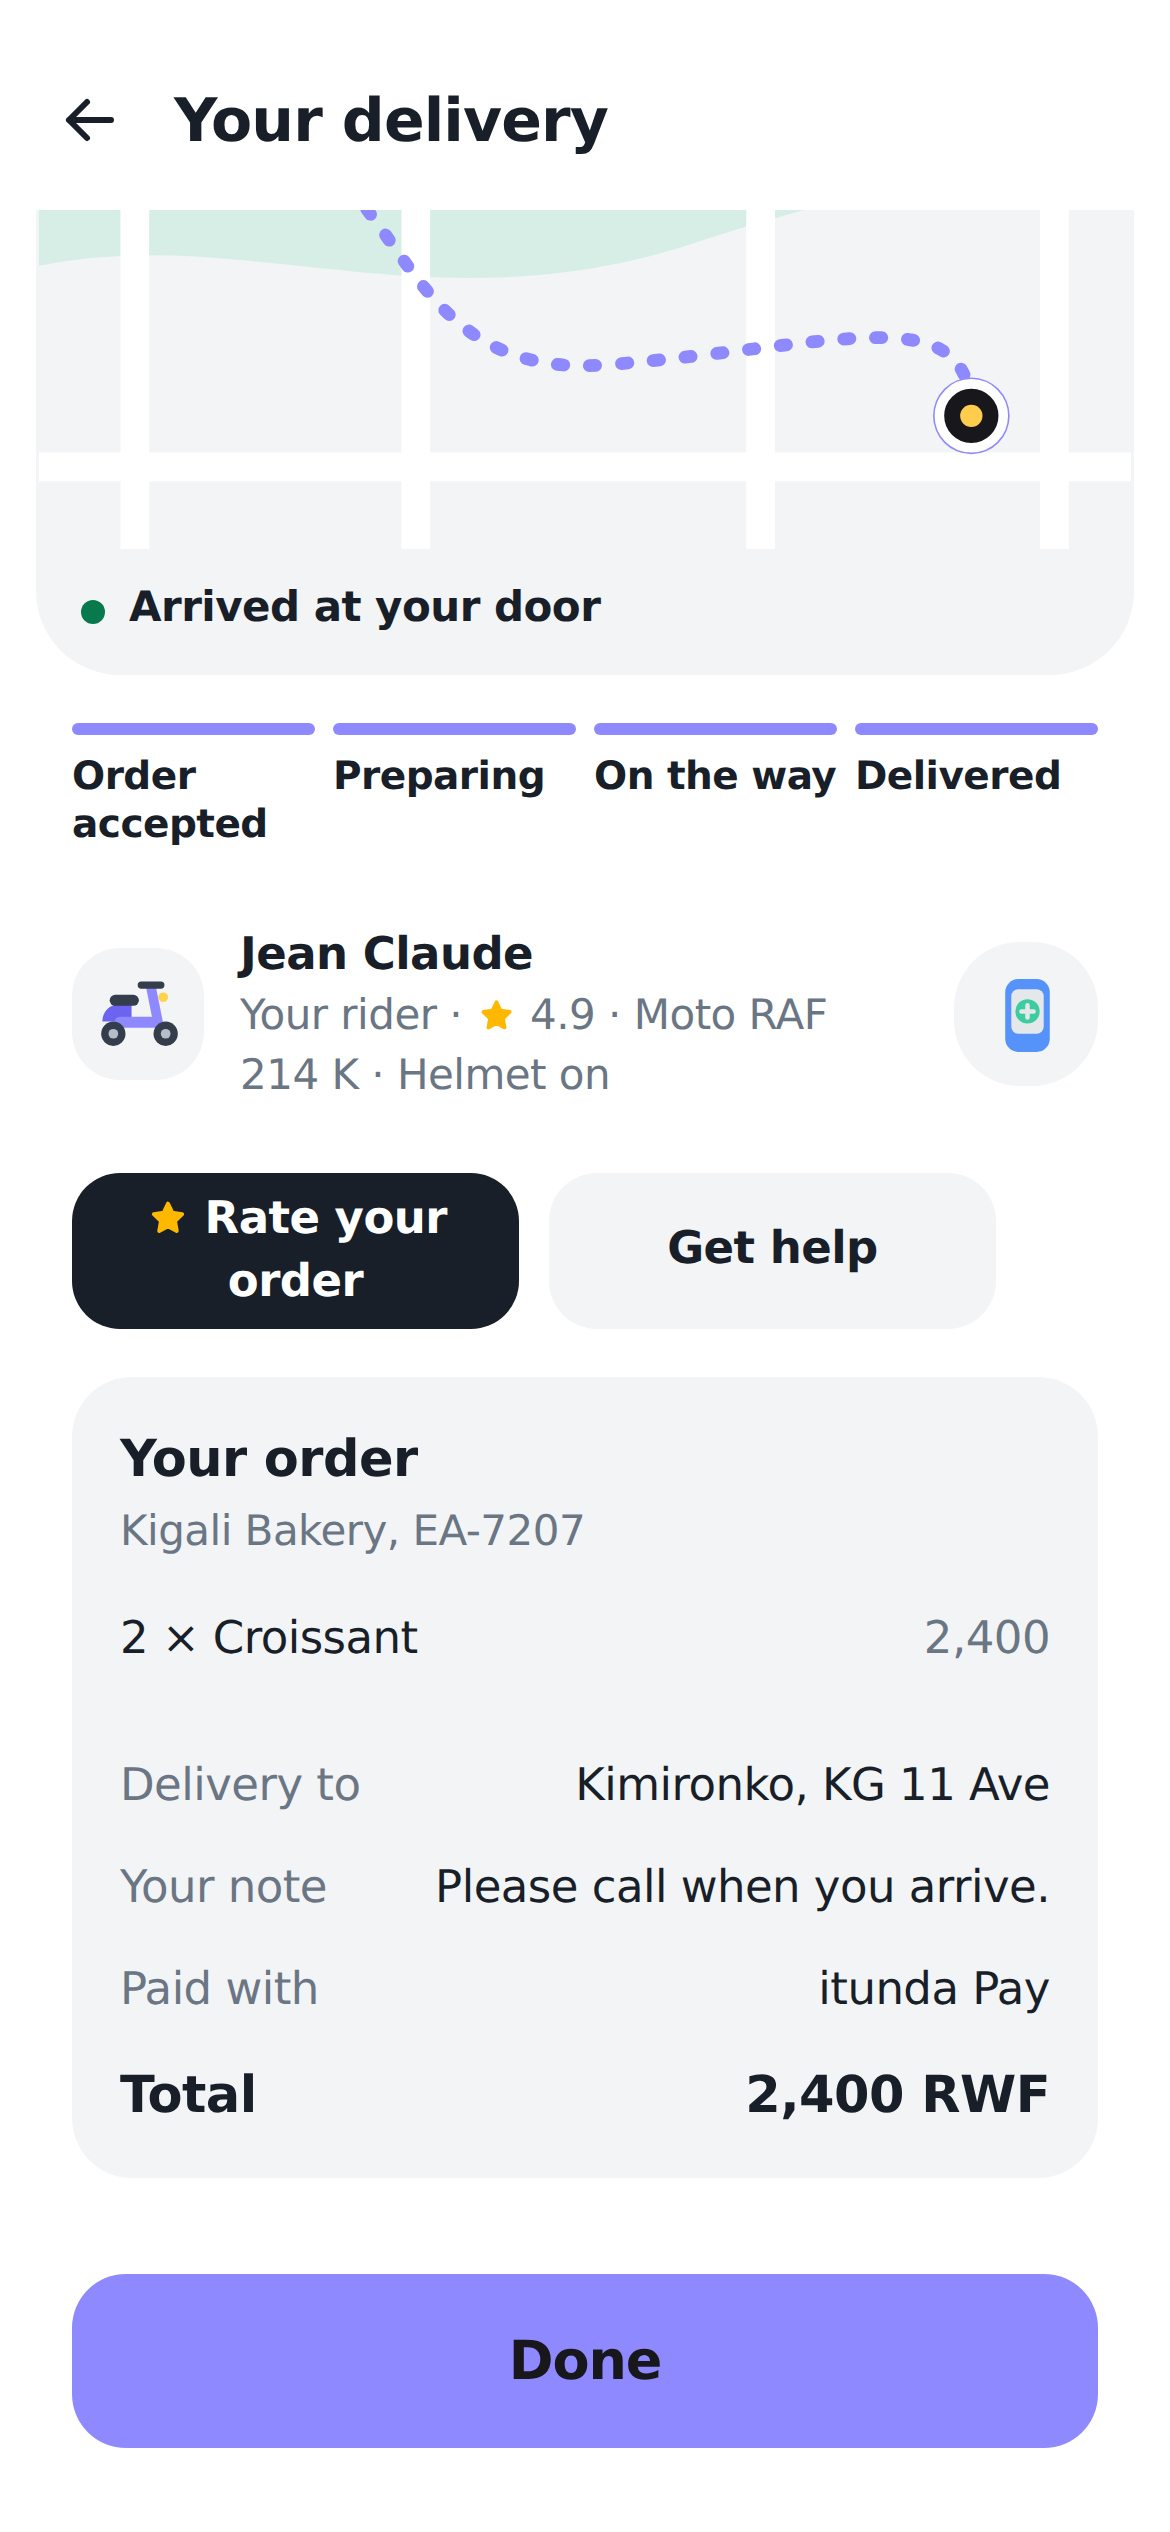 Your delivery
Arrived at your door
Order accepted
Preparing
On the way
Delivered
Jean Claude
Your rider · 4.9 · Moto RAF
214 K · Helmet on
Rate your
order
Get help
Your order
Kigali Bakery, EA-7207
2 × Croissant 2,400
Delivery to Kimironko, KG 11 Ave
Your note Please call when you arrive.
Paid with itunda Pay
Total 2,400 RWF
Done